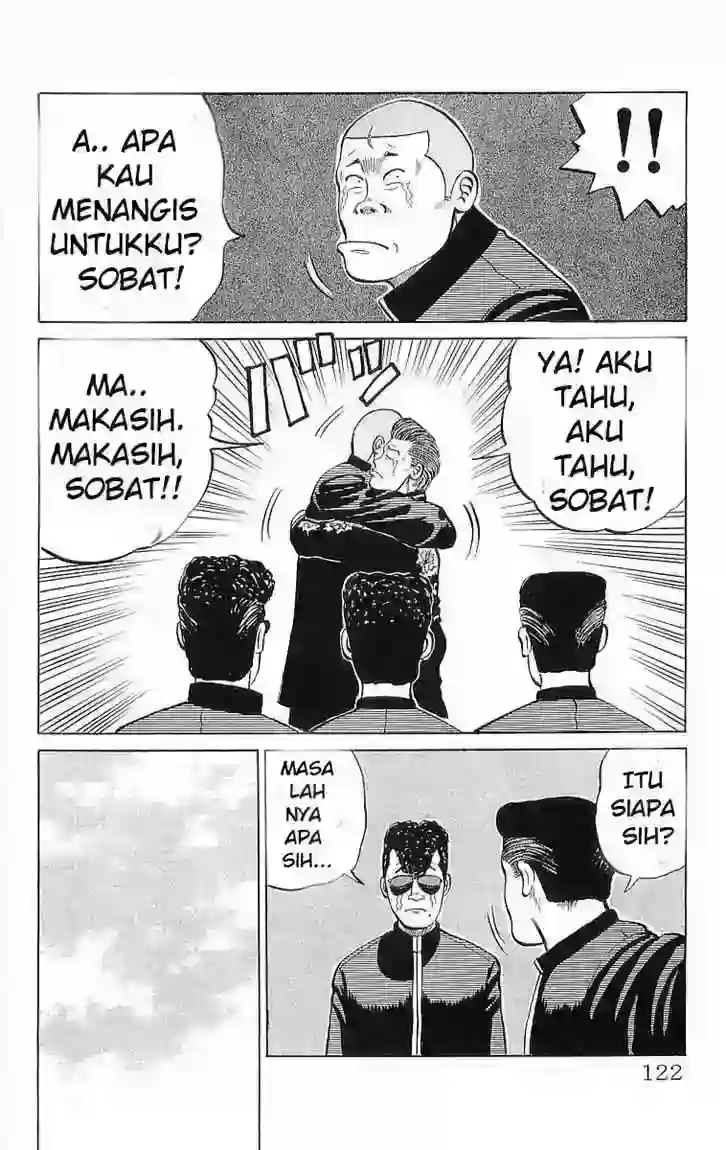 !!
A.. APA
KAU
MENANGIS
UNTUKKU?
SOBAT!
YA! AKU
TAHU,
AKU
TAHU,
SOBAT!
MA..
MAKASIH.
MAKASIH,
SOBAT!!
ITU
SIAPA
SIH?
MASA
LAH
NYA
APA
SIH...
122